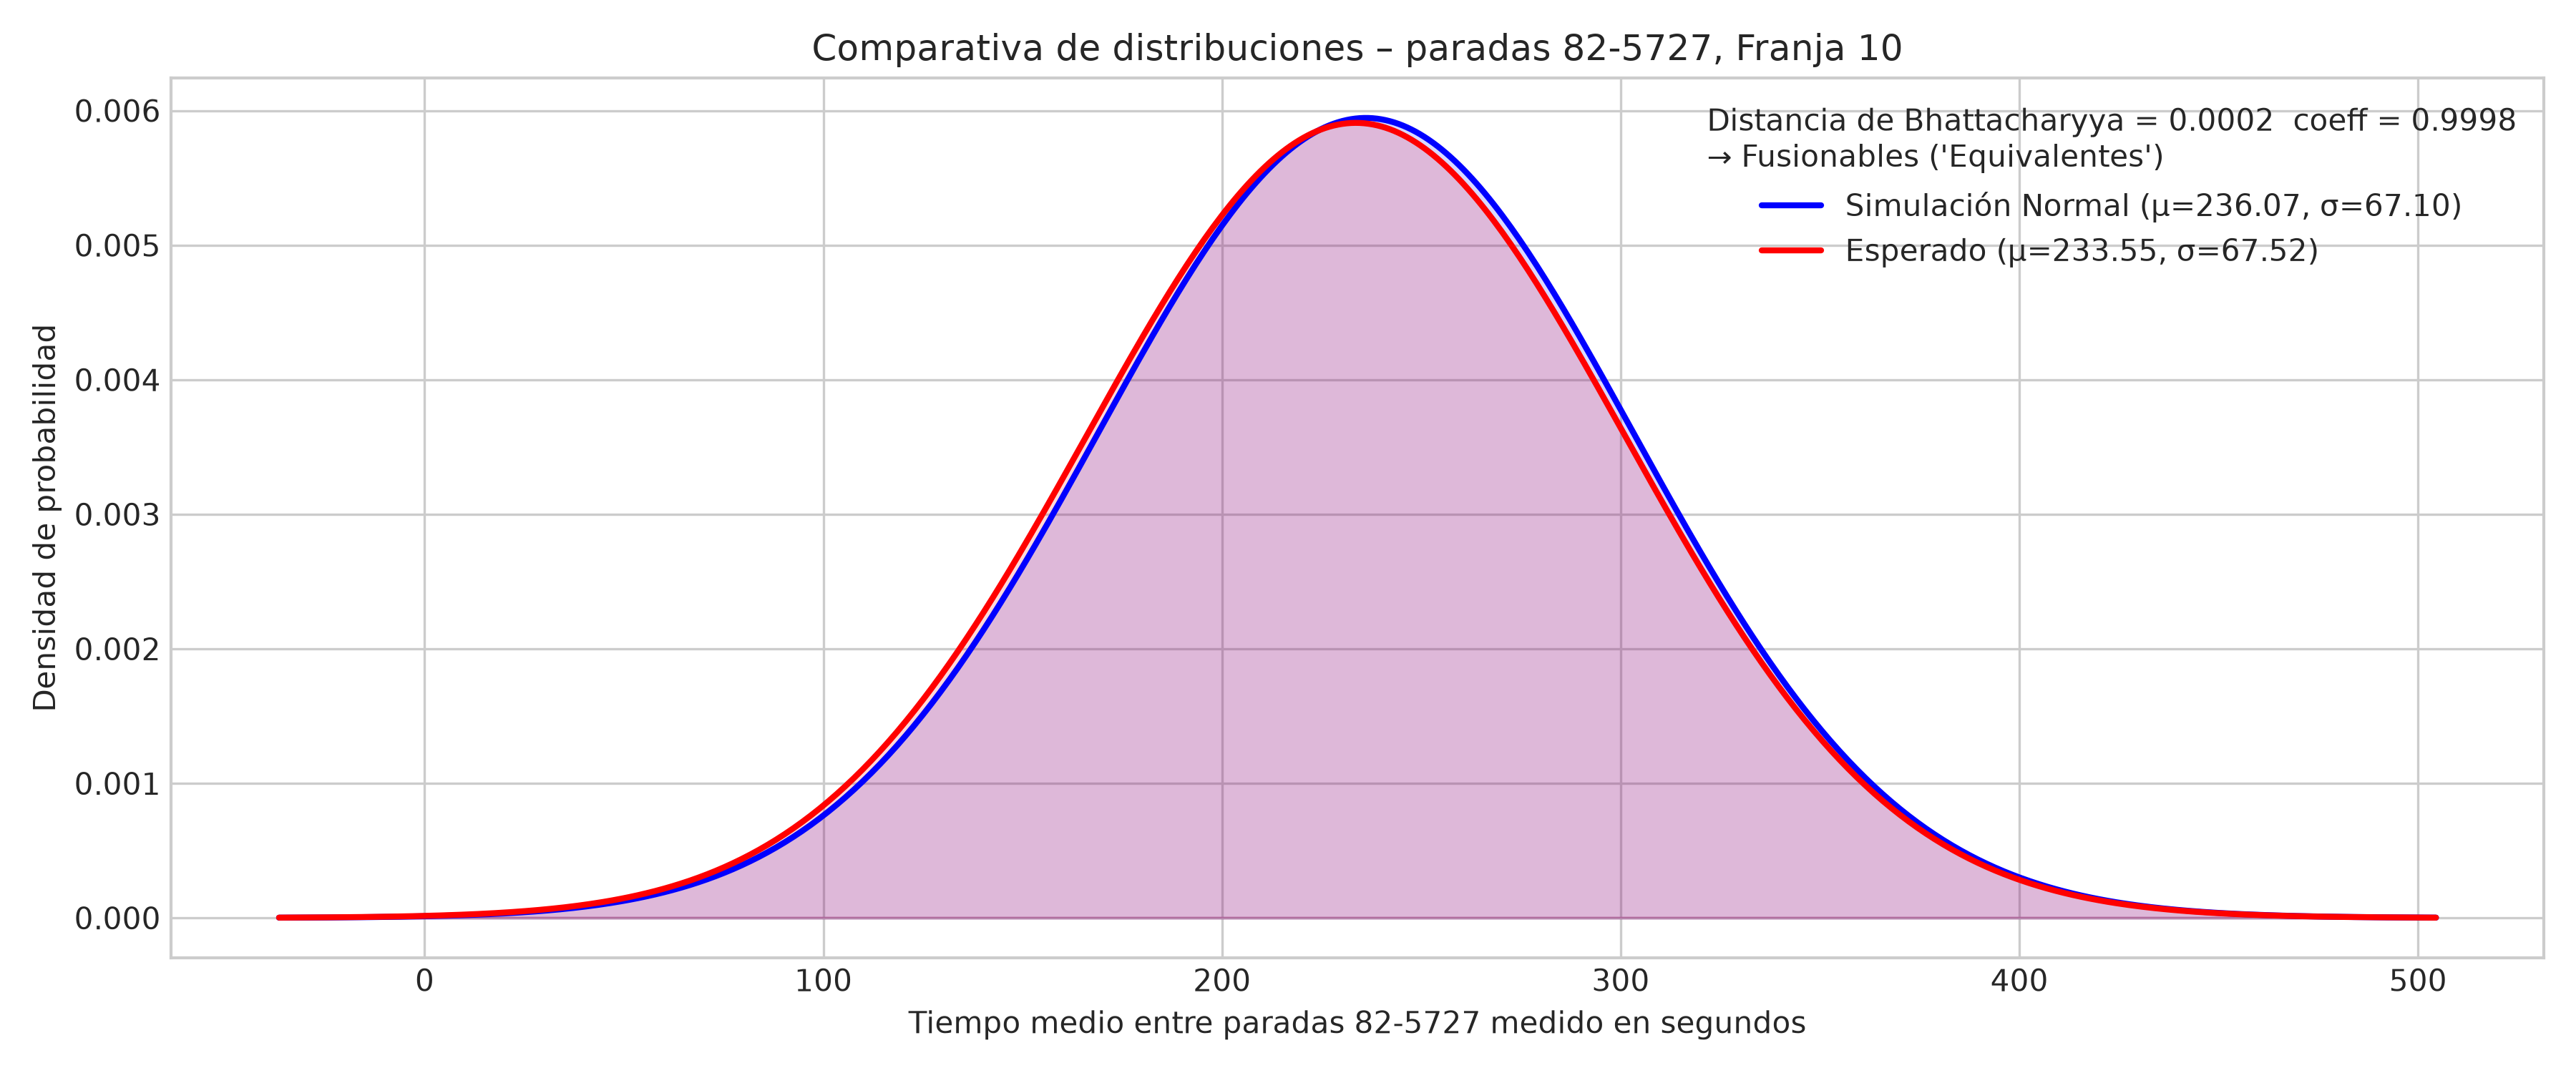 Comparativa de distribuciones – paradas 82-5727, Franja 10
Distancia de Bhattacharyya = 0.0002  coeff = 0.9998
→ Fusionables ('Equivalentes')
Simulación Normal (μ=236.07, σ=67.10)
Esperado (μ=233.55, σ=67.52)
Densidad de probabilidad
0.006
0.005
0.004
0.003
0.002
0.001
0.000
0 100 200 300 400 500
Tiempo medio entre paradas 82-5727 medido en segundos